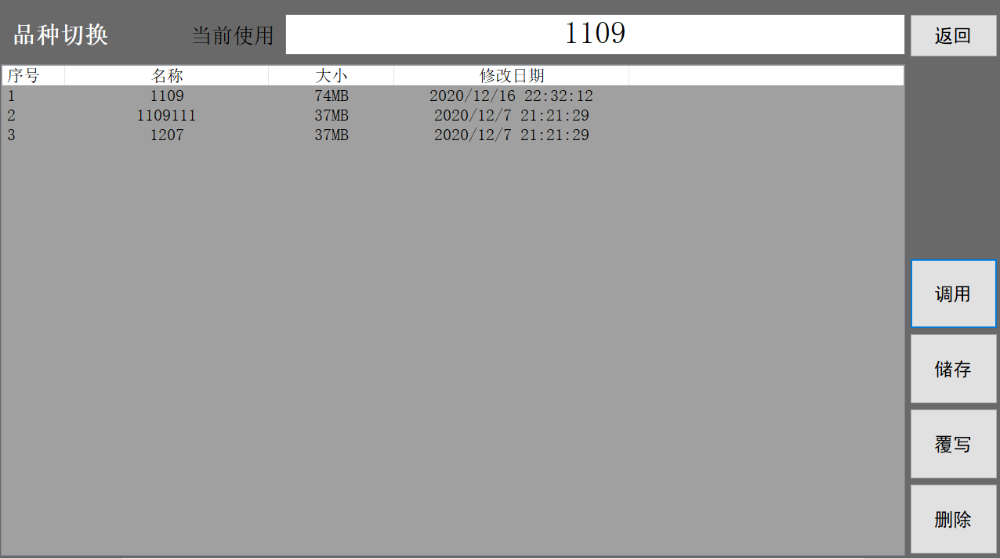 品种切换 当前使用 1109 返回
序号 名称 大小 修改日期
1 1109 74MB 2020/12/16 22:32:12
2 1109111 37MB 2020/12/7 21:21:29
3 1207 37MB 2020/12/7 21:21:29
调用
储存
覆写
删除